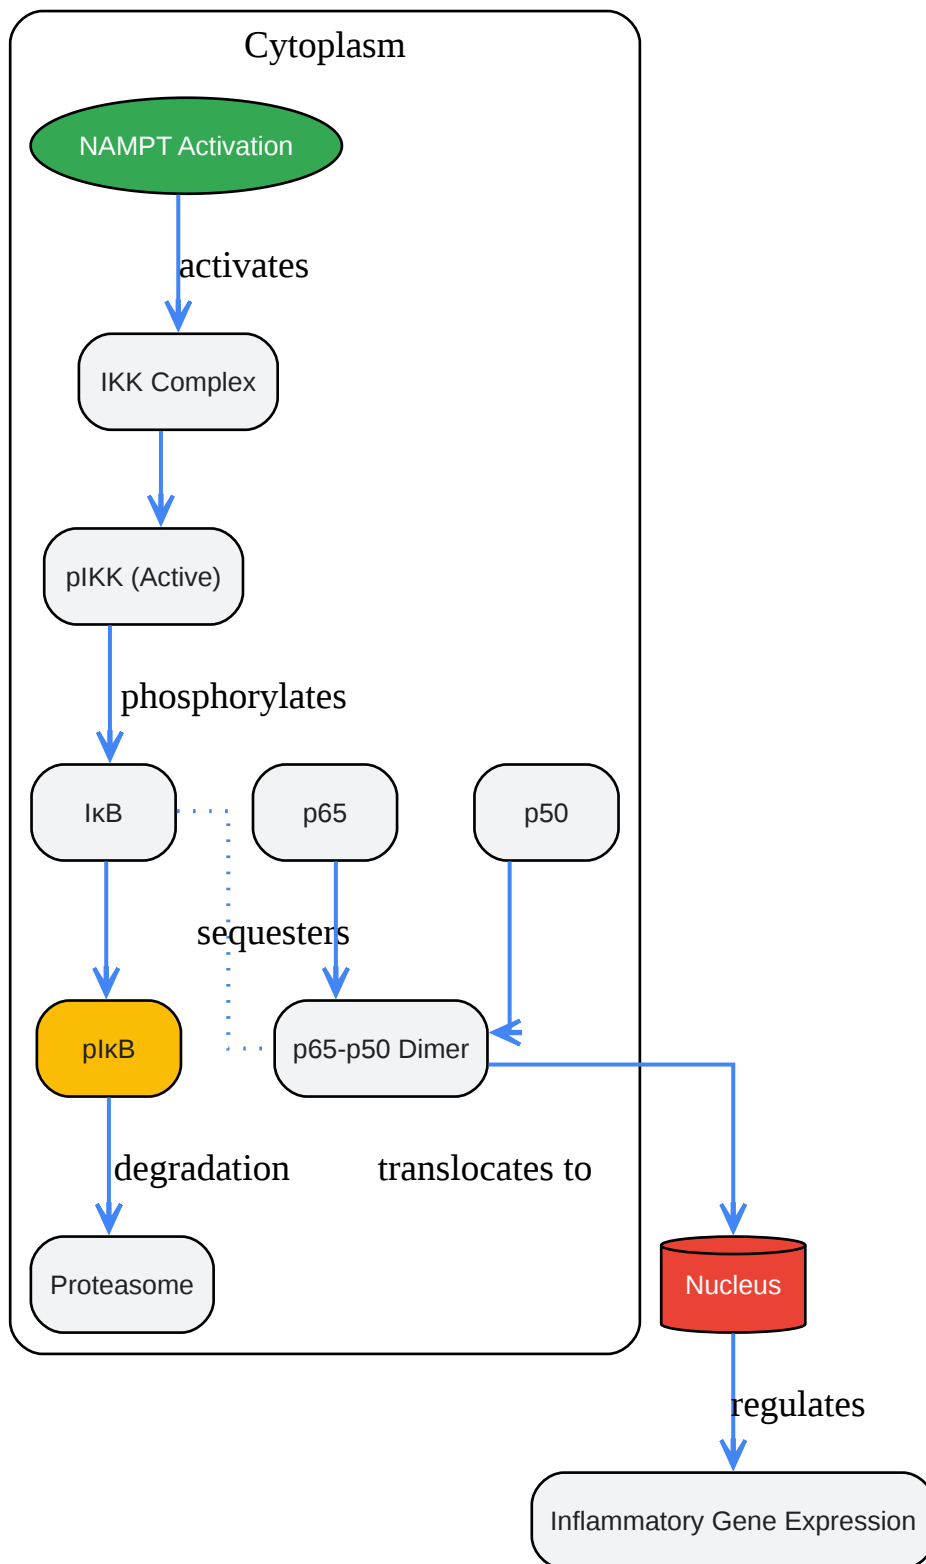 Cytoplasm
NAMPT Activation
activates
IKK Complex
pIKK (Active)
phosphorylates
IκB
p65
p50
sequesters
pIκB
p65-p50 Dimer
degradation
translocates to
Proteasome
Nucleus
regulates
Inflammatory Gene Expression